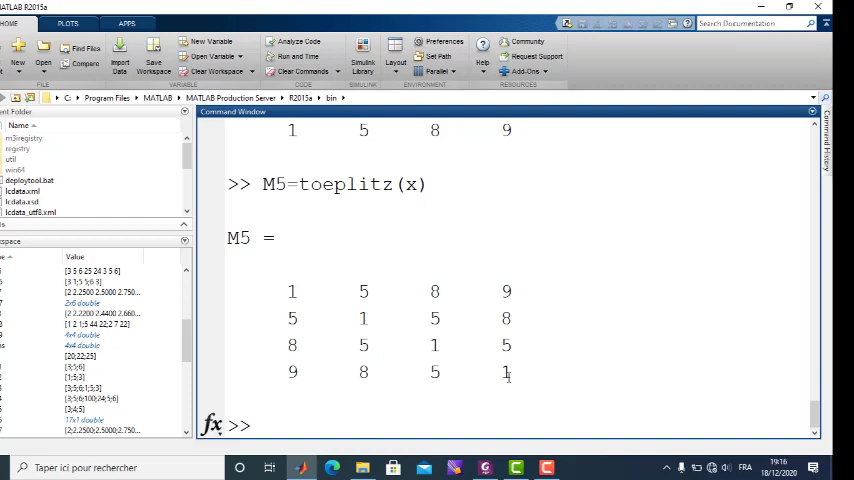 MATLAB R2015a
HOME PLOTS APPS
Search Documentation
New Open Find Files Compare Import Data Save Workspace New Variable Open Variable Clear Workspace Analyze Code Run and Time Clear Commands Simulink Library Layout Preferences Set Path Parallel Help Community Request Support Add-Ons
FILE VARIABLE CODE SIMULINK ENVIRONMENT RESOURCES
C: Program Files MATLAB MATLAB Production Server R2015a bin
Name
m3iregistry
registry
util
win64
deploytool.bat
lcdata.xml
lcdata.xsd
lcdata_utf8.xml
Value
[3 5 6 25 24 3 5 6]
[3 1;5 5;6 3]
[2 2.2500 2.5000 2.750...
2x6 double
[2 2.2200 2.4400 2.660...
[1 2 1;5 44 22;2 7 22]
4x4 double
4x4 double
[20;22;25]
[3;5;6]
[1;5;3]
[3;5;6;1;5;3]
[3;5;6;100;24;5;6]
[3;4;5]
17x1 double
[2;2.2500;2.5000;2.750...
Command Window
1 5 8 9
>> M5=toeplitz(x)
M5 =
1 5 8 9
5 1 5 8
8 5 1 5
9 8 5 1
fx >>
Command History
Taper ici pour rechercher
FRA
19:16
18/12/2020